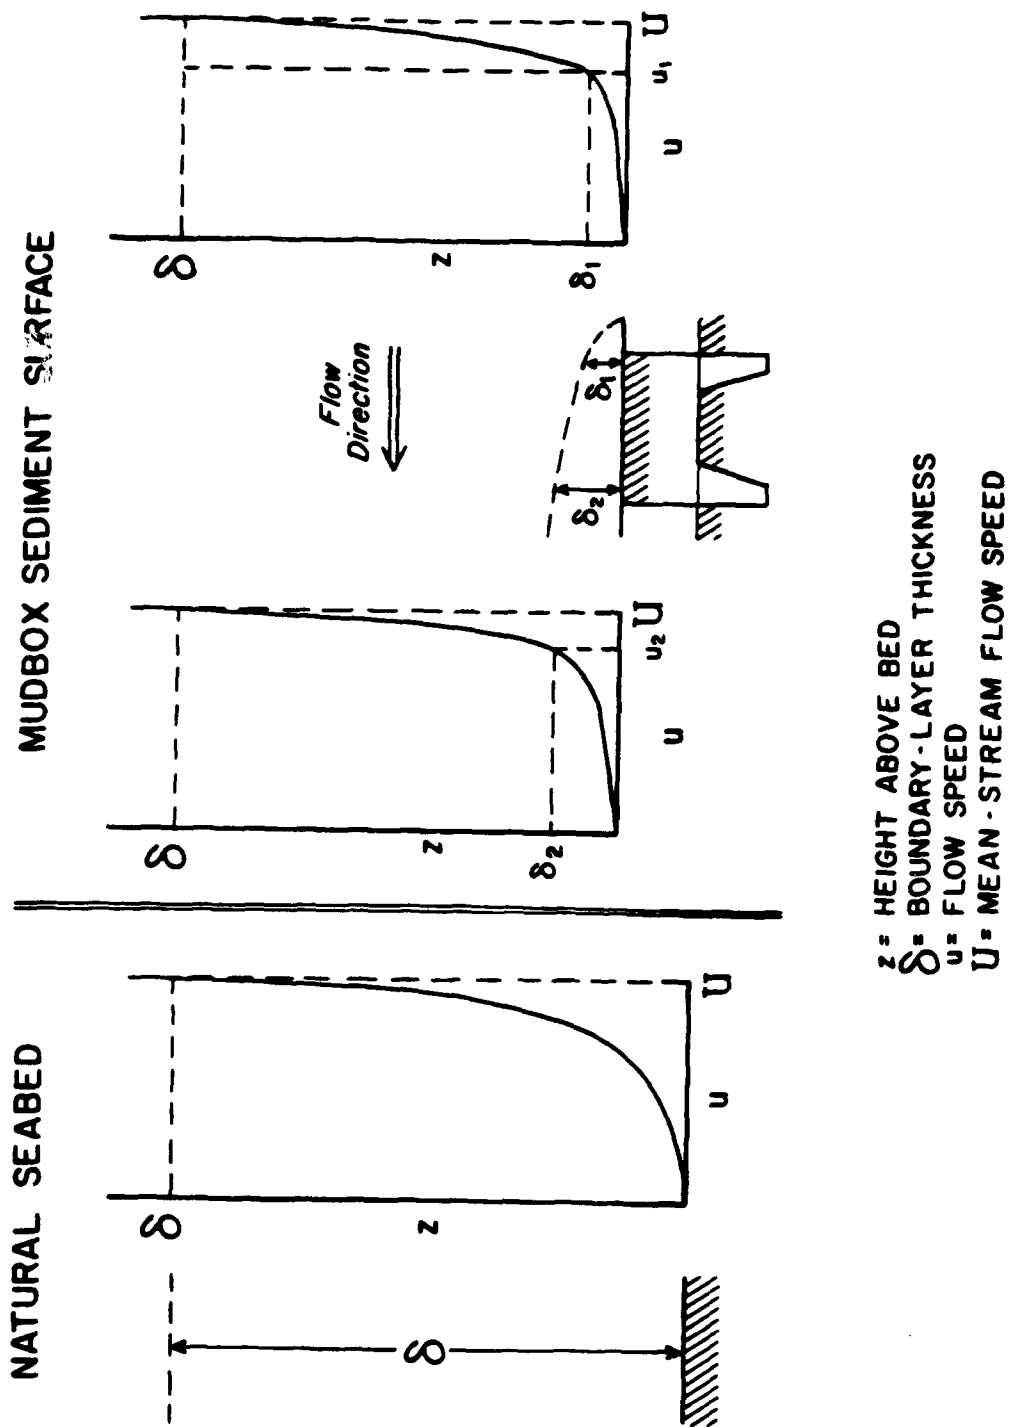 NATURAL SEABED
MUDBOX SEDIMENT SURFACE
δ
δ
z
u
U
δ
z
δ2
u
u2
U
Flow
Direction
δ2
δ1
δ
z
δ1
u
u1
U
z = HEIGHT ABOVE BED
δ = BOUNDARY-LAYER THICKNESS
u = FLOW SPEED
U = MEAN-STREAM FLOW SPEED